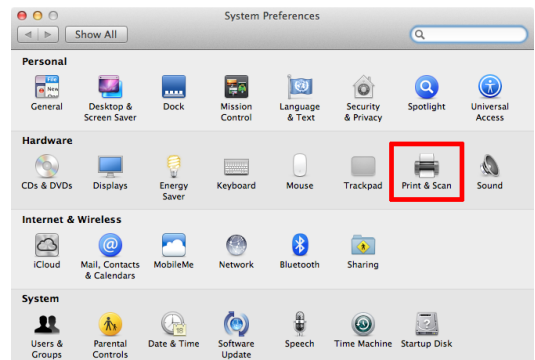 System Preferences
Show All
Personal
General
Desktop & Screen Saver
Dock
Mission Control
Language & Text
Security & Privacy
Spotlight
Universal Access
Hardware
CDs & DVDs
Displays
Energy Saver
Keyboard
Mouse
Trackpad
Print & Scan
Sound
Internet & Wireless
iCloud
Mail, Contacts & Calendars
MobileMe
Network
Bluetooth
Sharing
System
Users & Groups
Parental Controls
Date & Time
Software Update
Speech
Time Machine
Startup Disk